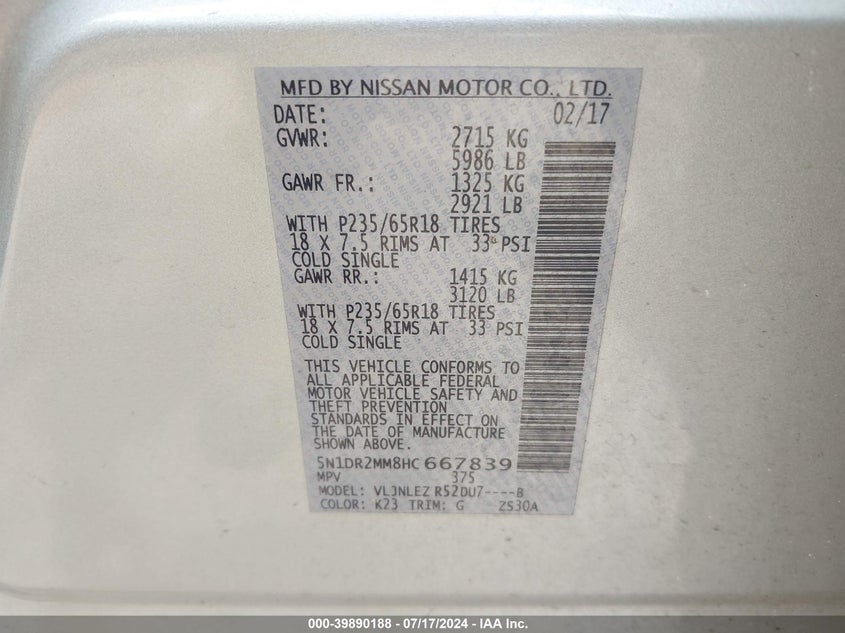 MFD BY NISSAN MOTOR CO., LTD.
DATE: 02/17
GVWR: 2715 KG
5986 LB
GAWR FR.: 1325 KG
2921 LB
WITH P235/65R18 TIRES
18 X 7.5 RIMS AT 33 PSI
COLD SINGLE
GAWR RR.: 1415 KG
3120 LB
WITH P235/65R18 TIRES
18 X 7.5 RIMS AT 33 PSI
COLD SINGLE
THIS VEHICLE CONFORMS TO
ALL APPLICABLE FEDERAL
MOTOR VEHICLE SAFETY AND
THEFT PREVENTION
STANDARDS IN EFFECT ON
THE DATE OF MANUFACTURE
SHOWN ABOVE.
5N1DR2MM8HC 667839
MPV 375
MODEL: VLJNLEZ R52DU7----B
COLOR: K23 TRIM: G ZS30A
000-39890188 - 07/17/2024 - IAA Inc.